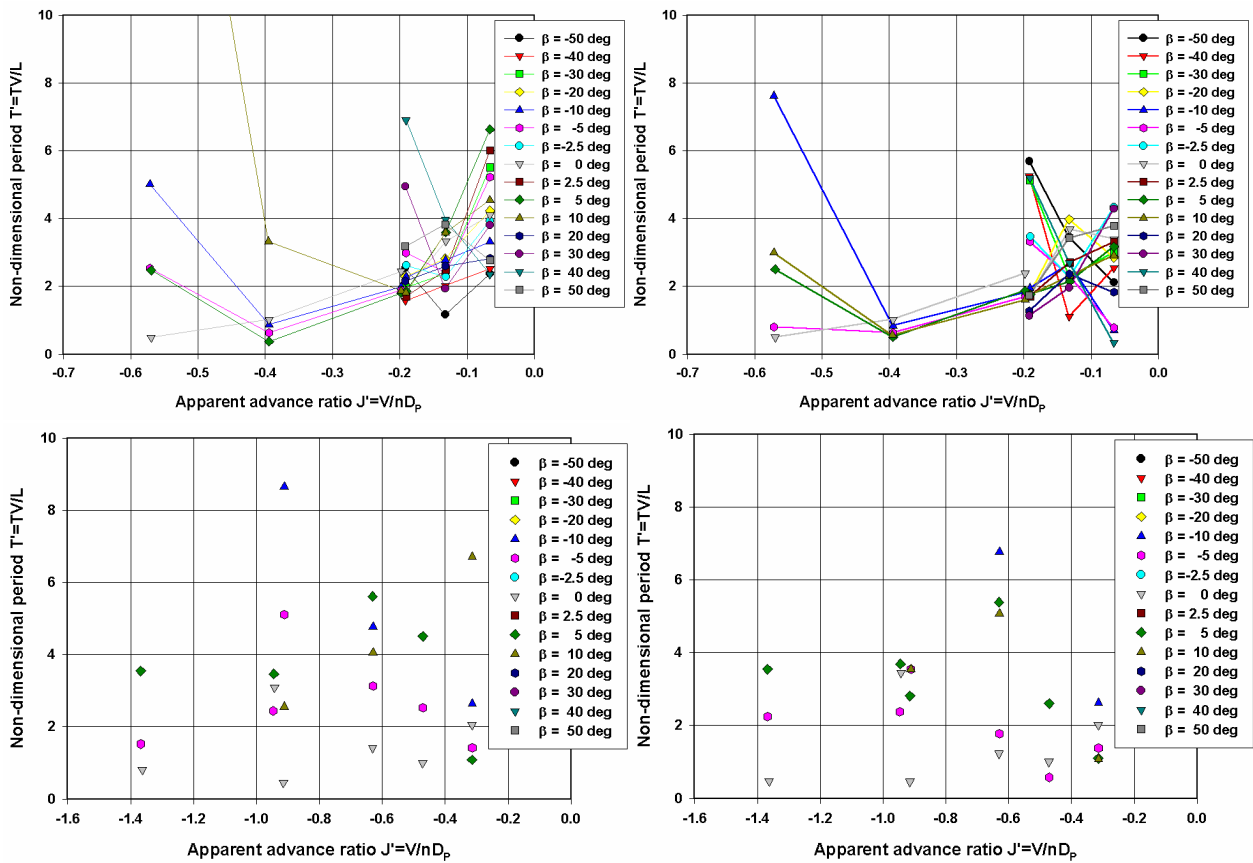 Non-dimensional period T'=TV/L
10
8
6
4
2
0
-0.7 -0.6 -0.5 -0.4 -0.3 -0.2 -0.1 0.0
Apparent advance ratio J'=V/nDP
β = -50 deg
β = -40 deg
β = -30 deg
β = -20 deg
β = -10 deg
β = -5 deg
β =-2.5 deg
β = 0 deg
β = 2.5 deg
β = 5 deg
β = 10 deg
β = 20 deg
β = 30 deg
β = 40 deg
β = 50 deg
Non-dimensional period T'=TV/L
10
8
6
4
2
0
-0.7 -0.6 -0.5 -0.4 -0.3 -0.2 -0.1 0.0
Apparent advance ratio J'=V/nDP
β = -50 deg
β = -40 deg
β = -30 deg
β = -20 deg
β = -10 deg
β = -5 deg
β =-2.5 deg
β = 0 deg
β = 2.5 deg
β = 5 deg
β = 10 deg
β = 20 deg
β = 30 deg
β = 40 deg
β = 50 deg
Non-dimensional period T'=TV/L
10
8
6
4
2
0
-1.6 -1.4 -1.2 -1.0 -0.8 -0.6 -0.4 -0.2 0.0
Apparent advance ratio J'=V/nDP
β = -50 deg
β = -40 deg
β = -30 deg
β = -20 deg
β = -10 deg
β = -5 deg
β =-2.5 deg
β = 0 deg
β = 2.5 deg
β = 5 deg
β = 10 deg
β = 20 deg
β = 30 deg
β = 40 deg
β = 50 deg
Non-dimensional period T'=TV/L
10
8
6
4
2
0
-1.6 -1.4 -1.2 -1.0 -0.8 -0.6 -0.4 -0.2 0.0
Apparent advance ratio J'=V/nDP
β = -50 deg
β = -40 deg
β = -30 deg
β = -20 deg
β = -10 deg
β = -5 deg
β =-2.5 deg
β = 0 deg
β = 2.5 deg
β = 5 deg
β = 10 deg
β = 20 deg
β = 30 deg
β = 40 deg
β = 50 deg